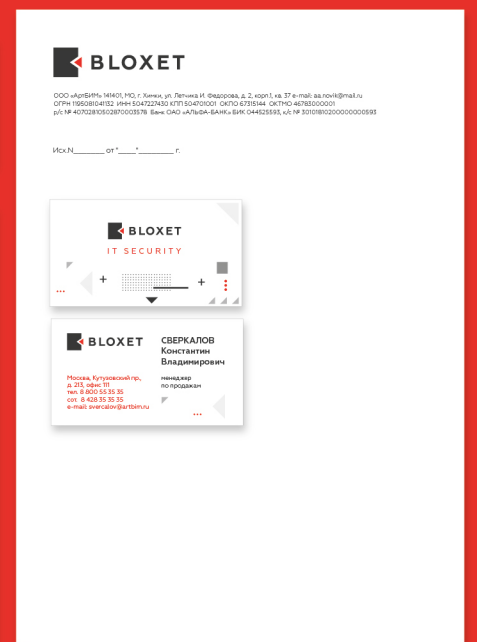 BLOXET
ООО «АртБИМ» 141401, МО, г. Химки, ул. Летчика И. Федорова, д. 2, корп.1, кв. 37 e-mail: aa.novik@mail.ru
ОГРН 1195081041132 ИНН 5047227430 КПП 504701001 ОКПО 67315144 ОКТМО 46783000001
р/с № 40702810502870003578 Банк ОАО «АЛЬФА-БАНК» БИК 044525593, к/с № 30101810200000000593
Исх.N________ от "____"_________ г.
BLOXET
IT SECURITY
BLOXET
СВЕРКАЛОВ
Константин
Владимирович
менеджер
по продажам
Москва, Кутузовский пр.,
д. 213, офис 111
тел. 8 800 55 35 35
сот. 8 428 35 35 35
e-mail: svercalov@artbim.ru